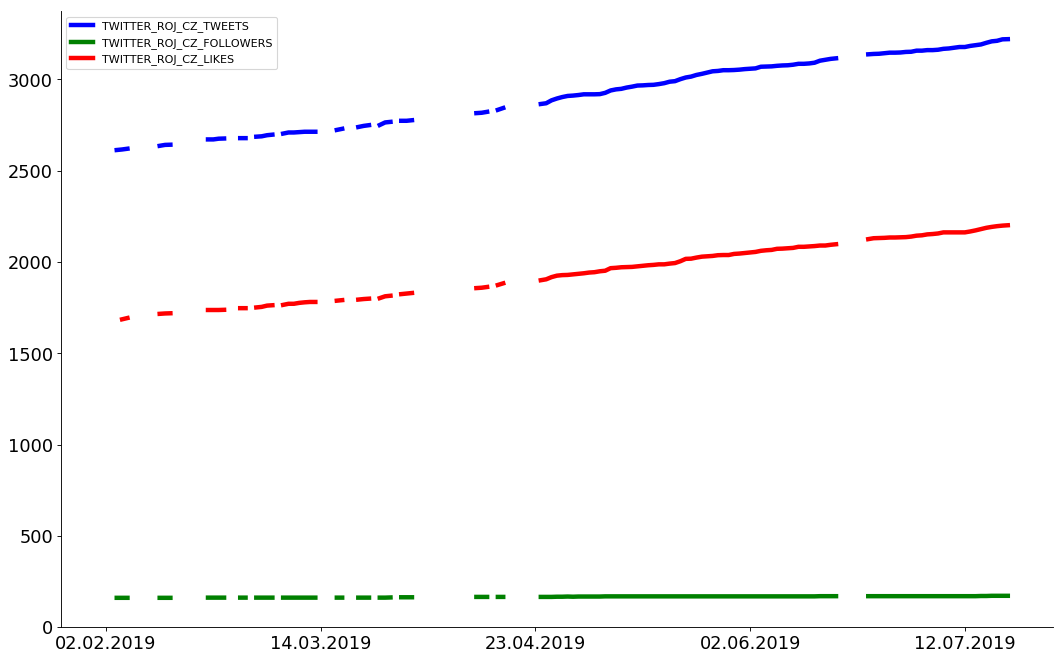 TWITTER_ROJ_CZ_TWEETS
TWITTER_ROJ_CZ_FOLLOWERS
TWITTER_ROJ_CZ_LIKES
3000
2500
2000
1500
1000
500
0
02.02.2019 14.03.2019 23.04.2019 02.06.2019 12.07.2019